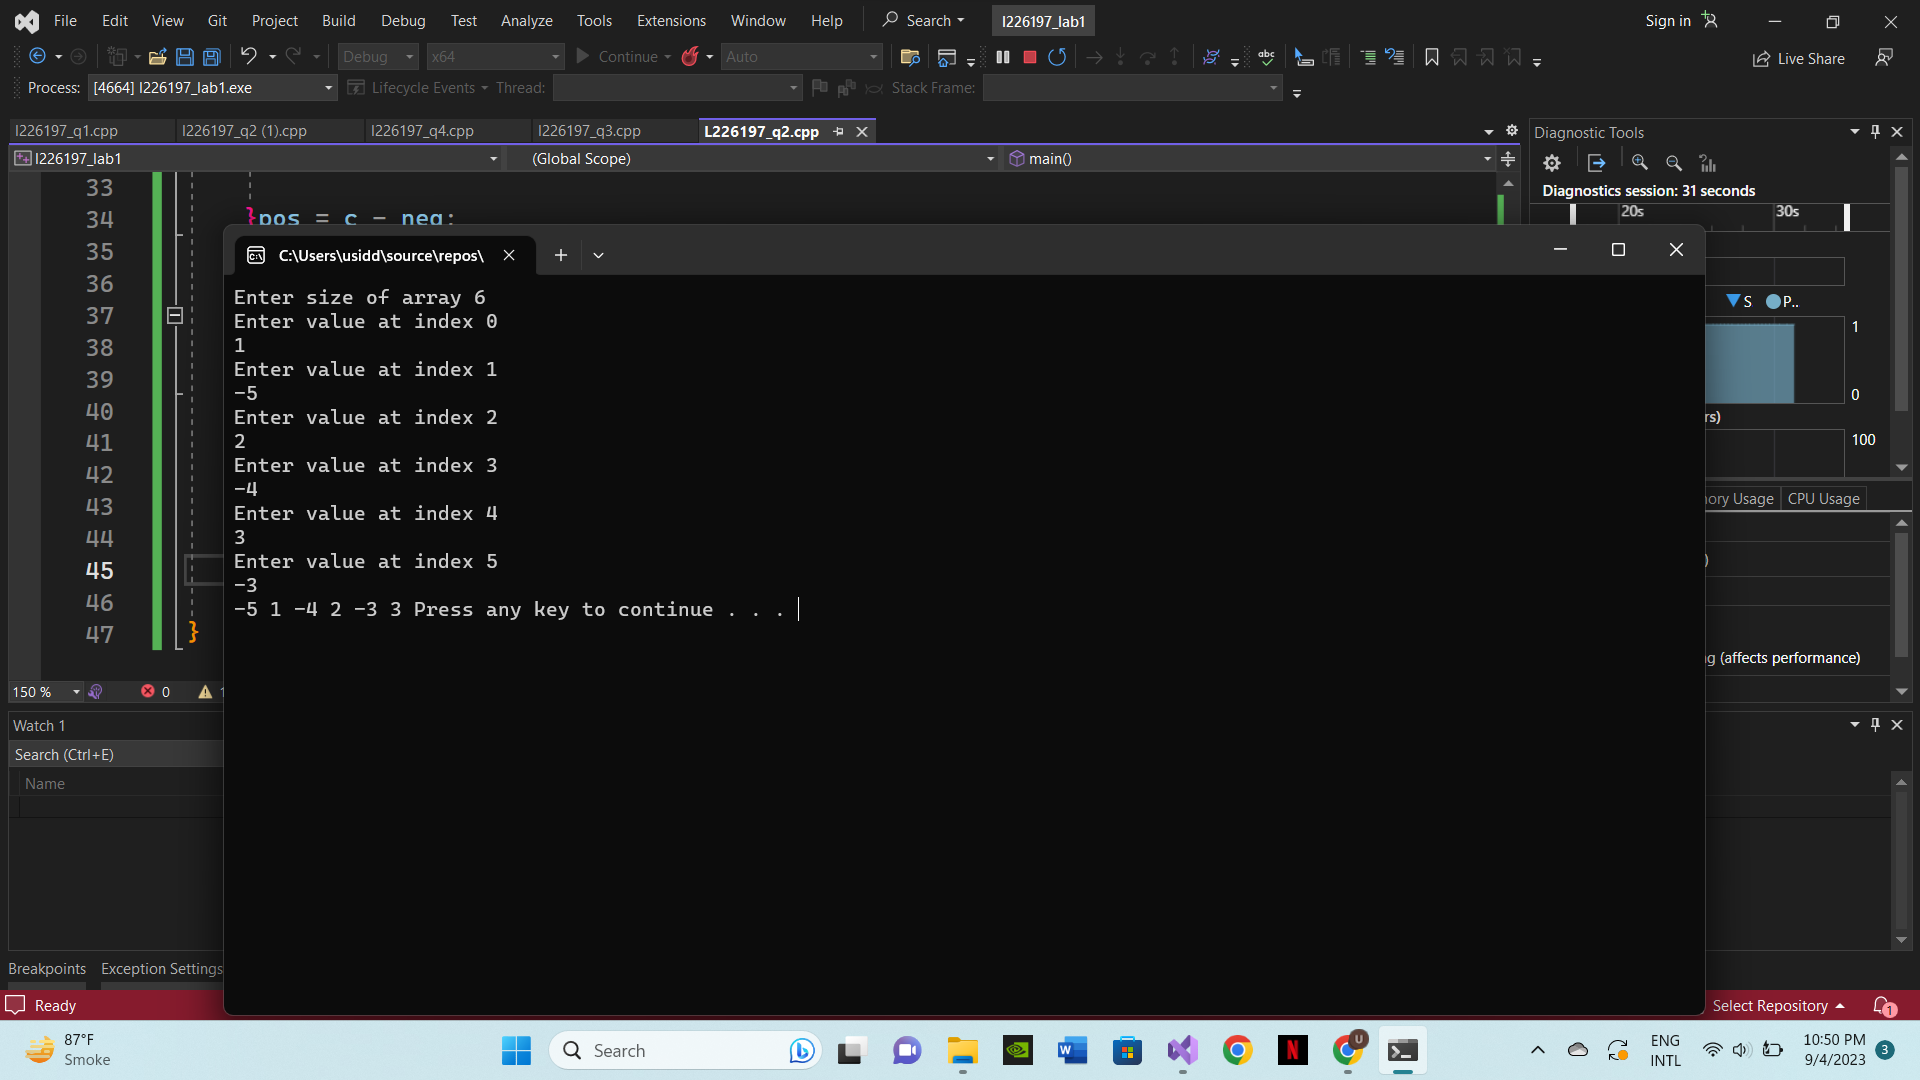 File Edit View Git Project Build Debug Test Analyze Tools Extensions Window Help Search l226197_lab1 Sign in
Debug x64 Continue Auto Live Share
Process: [4664] l226197_lab1.exe Lifecycle Events Thread: Stack Frame:
l226197_q1.cpp l226197_q2 (1).cpp l226197_q4.cpp l226197_q3.cpp L226197_q2.cpp
l226197_lab1 (Global Scope) main()
33
34 }pos = c - neg;
35
36
37
38
39
40
41
42
43
44
45
46
47 }
150 % 0
C:\Users\usidd\source\repos\
Enter size of array 6
Enter value at index 0
1
Enter value at index 1
-5
Enter value at index 2
2
Enter value at index 3
-4
Enter value at index 4
3
Enter value at index 5
-3
-5 1 -4 2 -3 3 Press any key to continue . . .
Diagnostic Tools
Diagnostics session: 31 seconds
20s 30s
S P..
1
0
rs)
100
ory Usage CPU Usage
)
g (affects performance)
Watch 1
Search (Ctrl+E)
Name
Breakpoints Exception Settings
Ready Select Repository 1
87°F
Smoke
Search
U
ENG
INTL
10:50 PM
9/4/2023
3